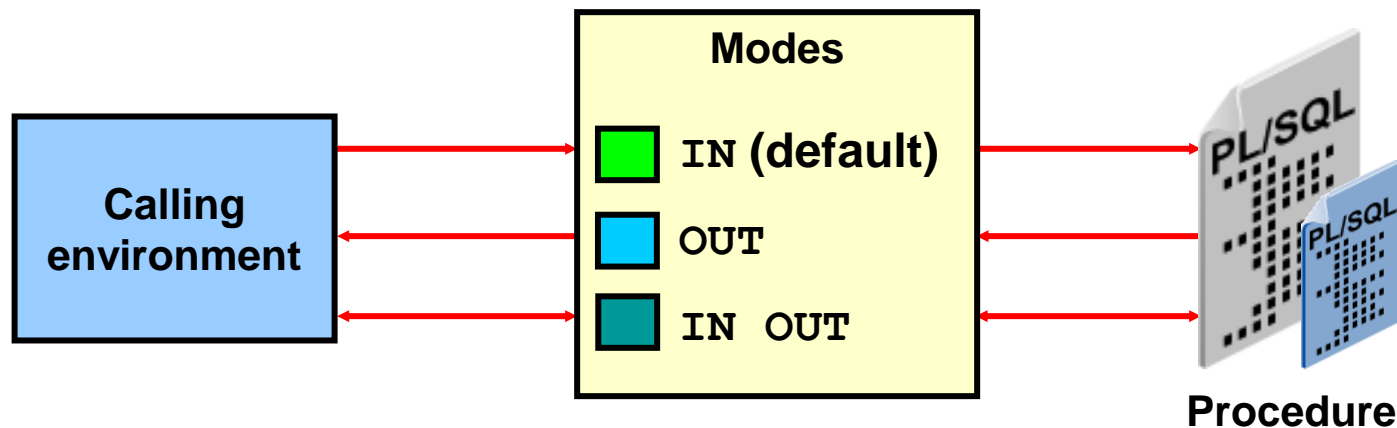 Modes
Calling
environment
IN (default)
OUT
IN OUT
PL/SQL
PL/SQL
Procedure